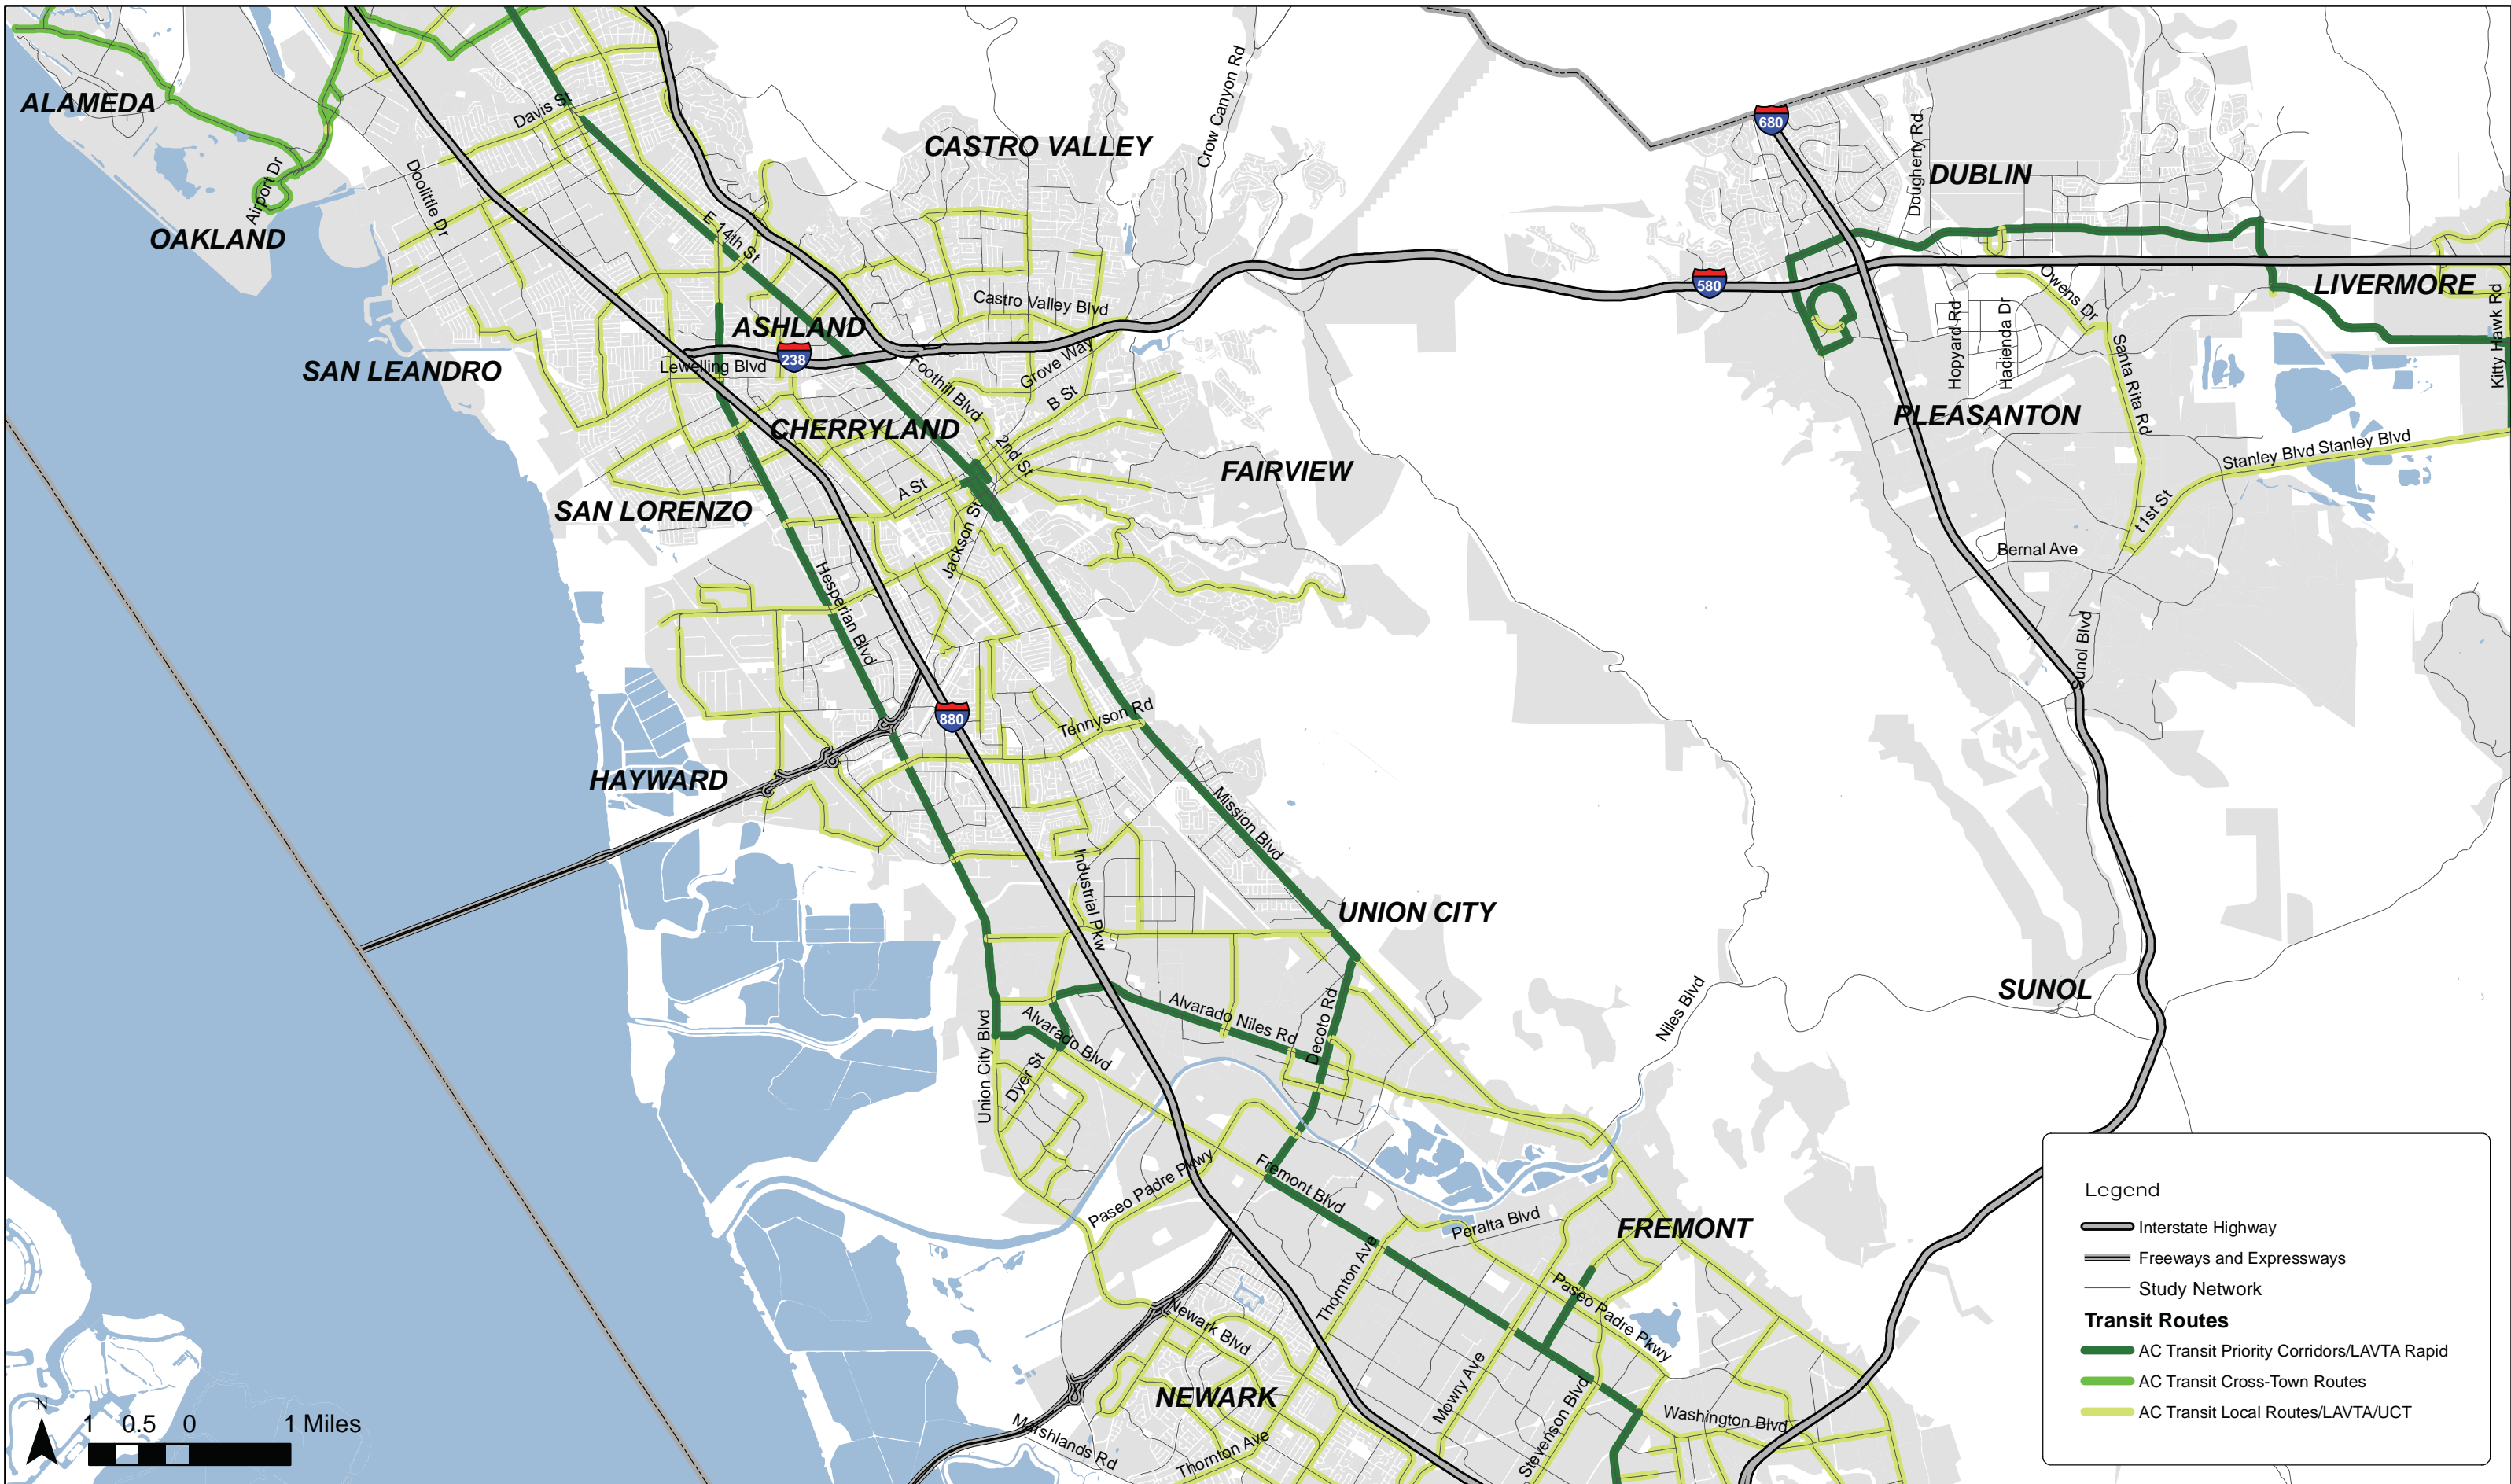 ALAMEDA
Davis St
CASTRO VALLEY
Crow Canyon Rd
680
Dougherty Rd
DUBLIN
Doolittle Dr
Airport Dr
OAKLAND
E 14th St
580
Owens Dr
LIVERMORE
Castro Valley Blvd
Hopyard Rd
Hacienda Dr
Kitty Hawk Rd
ASHLAND
238
Lewelling Blvd
SAN LEANDRO
Foothill Blvd
Grove Way
B St
Santa Rita Rd
PLEASANTON
CHERRYLAND
2nd St
Stanley Blvd Stanley Blvd
FAIRVIEW
A St
SAN LORENZO
Jackson St
t1st St
Bernal Ave
Hesperian Blvd
Sunol Blvd
880
Tennyson Rd
HAYWARD
Mission Blvd
Industrial Pkw
UNION CITY
SUNOL
Niles Blvd
Alvarado Niles Rd
Decoto Rd
Union City Blvd
Alvarado Blvd
Dyer St
Paseo Padre Pkwy
Fremont Blvd
Peralta Blvd
FREMONT
Thornton Ave
Paseo Padre Pkwy
Newark Blvd
Mowry Ave
Stevenson Blvd
NEWARK
Washington Blvd
Marshlands Rd
Thornton Ave
N
1 0.5 0 1 Miles
Legend
Interstate Highway
Freeways and Expressways
Study Network
Transit Routes
AC Transit Priority Corridors/LAVTA Rapid
AC Transit Cross-Town Routes
AC Transit Local Routes/LAVTA/UCT